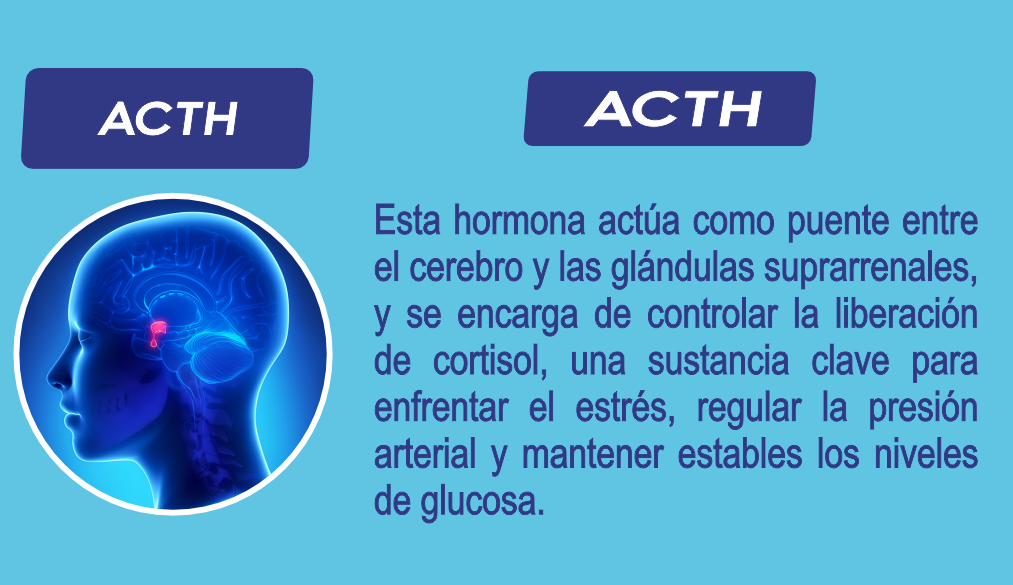 ACTH
ACTH
Esta hormona actúa como puente entre
el cerebro y las glándulas suprarrenales,
y se encarga de controlar la liberación
de cortisol, una sustancia clave para
enfrentar el estrés, regular la presión
arterial y mantener estables los niveles
de glucosa.